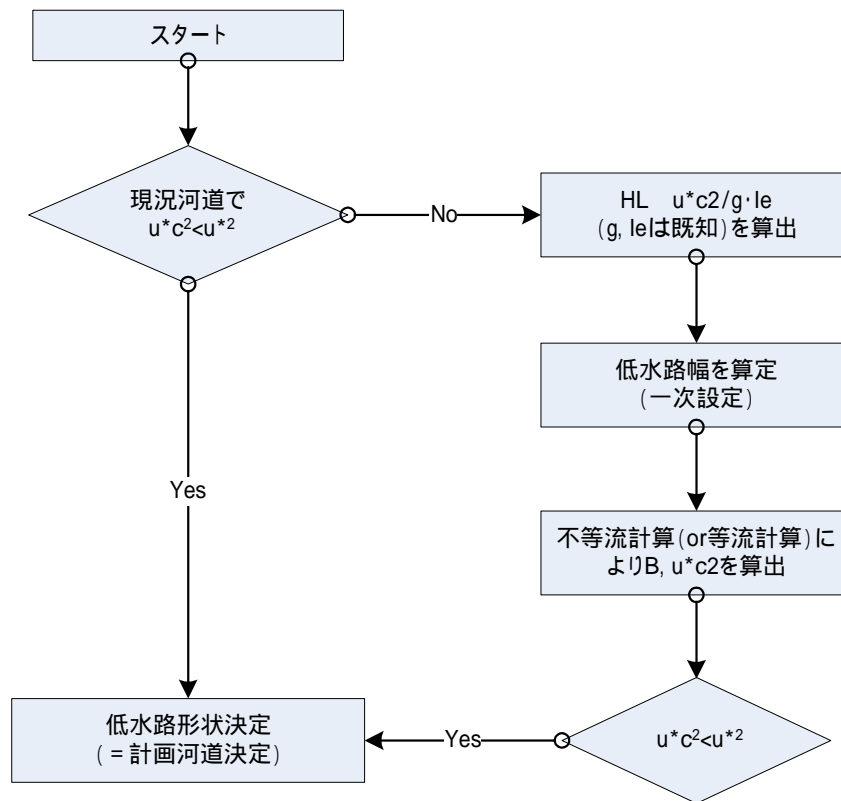 スタート
現況河道で
u*c²<u*²
No
HL　u*c2/g·Ie
(g, Ieは既知)を算出
低水路幅を算定
(一次設定)
Yes
不等流計算(or等流計算)に
よりB, u*c2を算出
低水路形状決定
(=計画河道決定)
Yes
u*c²<u*²